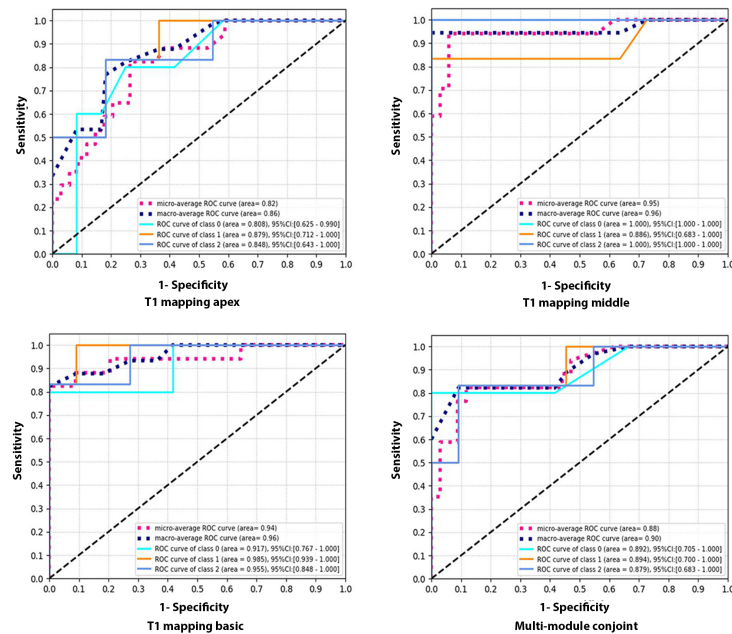 1.0
0.9
0.8
0.7
0.6
0.5
0.4
0.3
0.2
0.1
0.0
Sensitivity
micro-average ROC curve (area= 0.82)
macro-average ROC curve (area= 0.86)
ROC curve of class 0 (area = 0.808), 95%CI:[0.625 - 0.990]
ROC curve of class 1 (area = 0.879), 95%CI:[0.712 - 1.000]
ROC curve of class 2 (area = 0.848), 95%CI:[0.643 - 1.000]
0.0 0.1 0.2 0.3 0.4 0.5 0.6 0.7 0.8 0.9 1.0
1- Specificity
T1 mapping apex
1.0
0.9
0.8
0.7
0.6
0.5
0.4
0.3
0.2
0.1
0.0
Sensitivity
micro-average ROC curve (area= 0.95)
macro-average ROC curve (area= 0.96)
ROC curve of class 0 (area = 1.000), 95%CI:[1.000 - 1.000]
ROC curve of class 1 (area = 0.886), 95%CI:[0.683 - 1.000]
ROC curve of class 2 (area = 1.000), 95%CI:[1.000 - 1.000]
0.0 0.1 0.2 0.3 0.4 0.5 0.6 0.7 0.8 0.9 1.0
1- Specificity
T1 mapping middle
1.0
0.9
0.8
0.7
0.6
0.5
0.4
0.3
0.2
0.1
0.0
Sensitivity
micro-average ROC curve (area= 0.94)
macro-average ROC curve (area= 0.96)
ROC curve of class 0 (area = 0.917), 95%CI:[0.767 - 1.000]
ROC curve of class 1 (area = 0.985), 95%CI:[0.939 - 1.000]
ROC curve of class 2 (area = 0.955), 95%CI:[0.848 - 1.000]
0.0 0.1 0.2 0.3 0.4 0.5 0.6 0.7 0.8 0.9 1.0
1- Specificity
T1 mapping basic
1.0
0.9
0.8
0.7
0.6
0.5
0.4
0.3
0.2
0.1
0.0
Sensitivity
micro-average ROC curve (area= 0.88)
macro-average ROC curve (area= 0.90)
ROC curve of class 0 (area = 0.892), 95%CI:[0.705 - 1.000]
ROC curve of class 1 (area = 0.894), 95%CI:[0.700 - 1.000]
ROC curve of class 2 (area = 0.879), 95%CI:[0.683 - 1.000]
0.0 0.1 0.2 0.3 0.4 0.5 0.6 0.7 0.8 0.9 1.0
1- Specificity
Multi-module conjoint